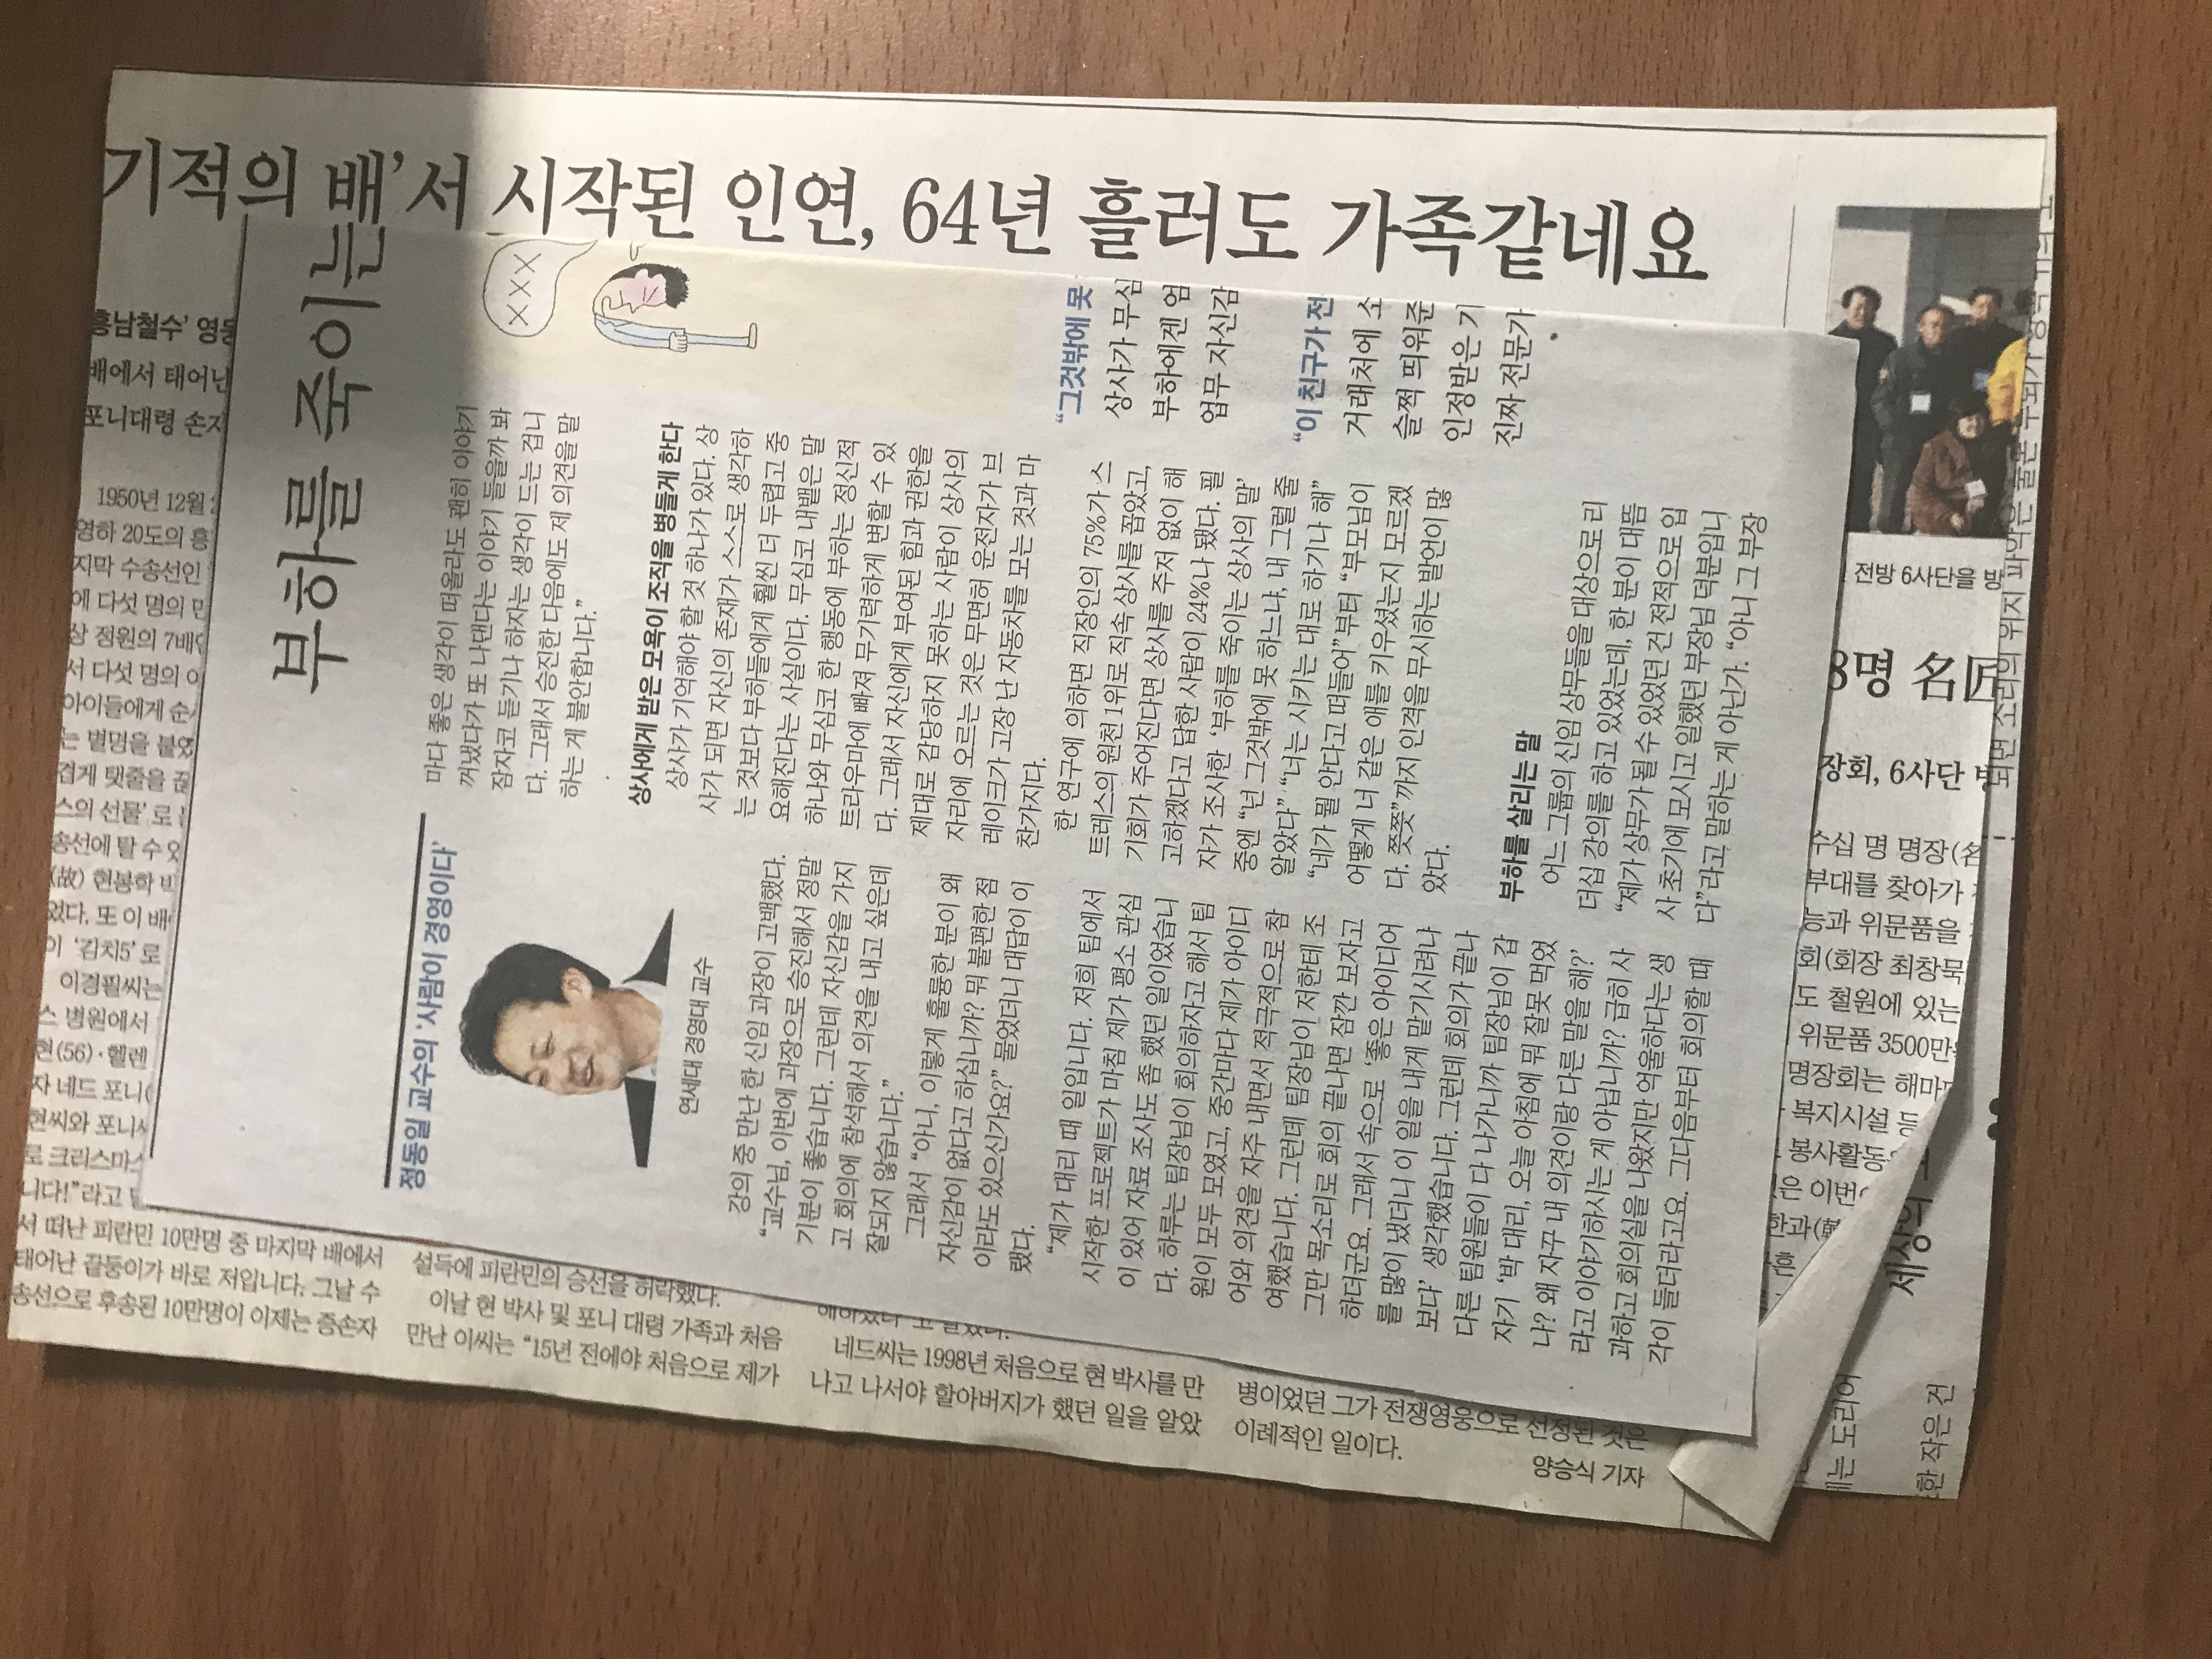 부하를 죽이는
정동일 교수의 ‘사람이 경영이다’
연세대 경영대 교수
강의 중 만난 한 신임 과장이 고백했다.
“교수님, 이번에 과장으로 승진해서 정말
기분이 좋습니다. 그런데 자신감을 가지
고 회의에 참석해서 의견을 내고 싶은데
잘되지 않습니다.”
그래서 “아니, 이렇게 훌륭한 분이 왜
자신감이 없다고 하십니까? 뭐 불편한 점
이라도 있으신가요?” 물었더니 대답이 이
랬다.
“제가 대리 때 일입니다. 저희 팀에서
시작한 프로젝트가 마침 제가 평소 관심
이 있어 자료 조사도 좀 했던 일이었습니
다. 하루는 팀장님이 회의하자고 해서 팀
원이 모두 모였고, 중간마다 제가 아이디
어와 의견을 자주 내면서 적극적으로 참
여했습니다. 그런데 팀장님이 저한테 조
그만 목소리로 회의 끝나면 잠깐 보자고
하더군요. 그래서 속으로 ‘좋은 아이디어
를 많이 냈더니 이 일을 내게 맡기시려나
보다’ 생각했습니다. 그런데 회의가 끝나
다른 팀원들이 다 나가니까 팀장님이 갑
자기 ‘박 대리, 오늘 아침에 뭐 잘못 먹었
나? 왜 자꾸 내 의견이랑 다른 말을 해?’
라고 이야기하시는 게 아닙니까? 급히 사
과하고 회의실을 나왔지만 억울하다는 생
각이 들더라고요. 그다음부터 회의할 때
마다 좋은 생각이 떠올라도 괜히 이야기
꺼냈다가 또 나댄다는 이야기 들을까 봐
잠자코 듣기나 하자는 생각이 드는 겁니
다. 그래서 승진한 다음에도 제 의견을 말
하는 게 불안합니다.”
상사에게 받은 모욕이 조직을 병들게 한다
상사가 기억해야 할 것 하나가 있다. 상
사가 되면 자신의 존재가 스스로 생각하
는 것보다 부하들에게 훨씬 더 두렵고 중
요해진다는 사실이다. 무심코 내뱉은 말
하나와 무심코 한 행동에 부하는 정신적
트라우마에 빠져 무기력하게 변할 수 있
다. 그래서 자신에게 부여된 힘과 권한을
제대로 감당하지 못하는 사람이 상사의
자리에 오르는 것은 무면허 운전자가 브
레이크가 고장 난 자동차를 모는 것과 마
찬가지다.
한 연구에 의하면 직장인의 75%가 스
트레스의 원천 1위로 직속 상사를 꼽았고,
기회가 주어진다면 상사를 주저 없이 해
고하겠다고 답한 사람이 24%나 됐다. 필
자가 조사한 ‘부하를 죽이는 상사의 말’
중엔 “넌 그것밖에 못 하느냐, 내 그럴 줄
알았다” “너는 시키는 대로 하기나 해”
“네가 뭘 안다고 떠들어”부터 “부모님이
어떻게 너 같은 애를 키우셨는지 모르겠
다. 쯧쯧”까지 인격을 무시하는 발언이 많
았다.
부하를 살리는 말
어느 그룹의 신임 상무들을 대상으로 리
더십 강의를 하고 있었는데, 한 분이 대뜸
“제가 상무가 될 수 있었던 건 전적으로 입
사 초기에 모시고 일했던 부장님 덕분입니
다”라고 말하는 게 아닌가. “아니 그 부장
XXX
“그것밖에 못
상사가 무심
부하에겐 엄
업무 자신감
“이 친구가 전
거래처에 소
슬쩍 띄워준
인정받은 기
진짜 전문가
기적의 배’서 시작된 인연, 64년 흘러도 가족같네요
배에서 태어난
포니대령 손자
1950년 12월
영하 20도의 흥
지막 수송선인
에 다섯 명의 만
상 정원의 7배
서 다섯 명의 아
아이들에게 순
는 별명을 붙였
스의 선물’로
이 ‘김치5’로
이경필씨는
스 병원에서
현(56)·헬렌
자 네드 포니(
현씨와 포니
로 크리스마스
니다”라고
서 떠난 피란민 10만명 중 마지막 배에서
태어난 끝둥이가 바로 저입니다. 그날 수
송선으로 후송된 10만명이 이제는 증손자
설득에 피란민의 승선을 허락했다.
이날 현 박사 및 포니 대령 가족과 처음
만난 이씨는 “15년 전에야 처음으로 제가
네드씨는 1998년 처음으로 현 박사를 만
나고 나서야 할아버지가 했던 일을 알았
병이었던 그가 전쟁영웅으로 선정된 것은
이례적인 일이다.
양승식 기자
3명 名匠
장회, 6사단
전방 6사단을 방
수십 명 명장(名
부대를 찾아가
능과 위문품을
회(회장 최창묵
도 철원에 있는
위문품 3500만
명장회는 해마
복지시설 등
봉사활동
은 이번
세상의
는 도리어
한 작은 건
되면 소리의 위치 파악은 물론